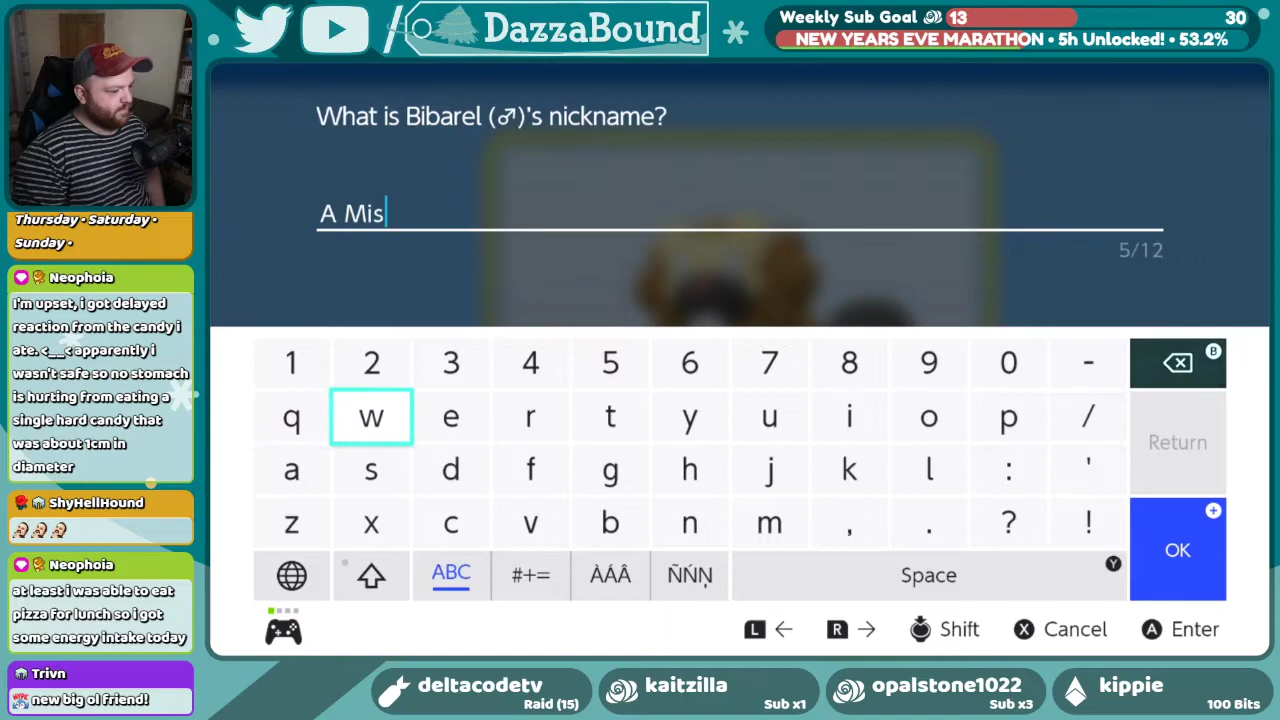 /
DazzaBound
Weekly Sub Goal 13 30
NEW YEARS EVE MARATHON • 5h Unlocked! • 53.2%
What is Bibarel (♂)'s nickname?
A Mis
5/12
1 2 3 4 5 6 7 8 9 0 -
B
q w e r t y u i o p /
Return
a s d f g h j k l : '
z x c v b n m , . ? !
+
OK
ABC #+= ÀÁÂ ÑŃŅ Space Y
L ← R → Shift X Cancel A Enter
Thursday • Saturday •
Sunday •
Neophoia
I'm upset, i got delayed
reaction from the candy i
ate. <__< apparently i
wasn't safe so no stomach
is hurting from eating a
single hard candy that
was about 1cm in
diameter
ShyHellHound
Neophoia
at least i was able to eat
pizza for lunch so i got
some energy intake today
Trivn
HYPE new big ol friend!
deltacodetv
Raid (15)
kaitzilla
Sub x1
opalstone1022
Sub x3
kippie
100 Bits